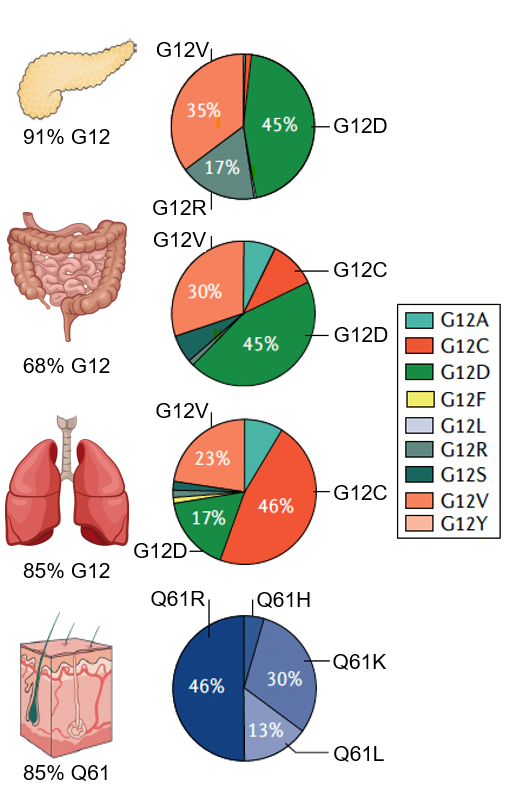 G12V
35%
45%
G12D
91% G12
17%
G12R
G12V
G12C
30%
G12D
45%
68% G12
G12A
G12C
G12D
G12F
G12L
G12R
G12S
G12V
G12Y
G12V
23%
G12C
46%
17%
G12D
85% G12
Q61R
Q61H
Q61K
46%
30%
13%
Q61L
85% Q61